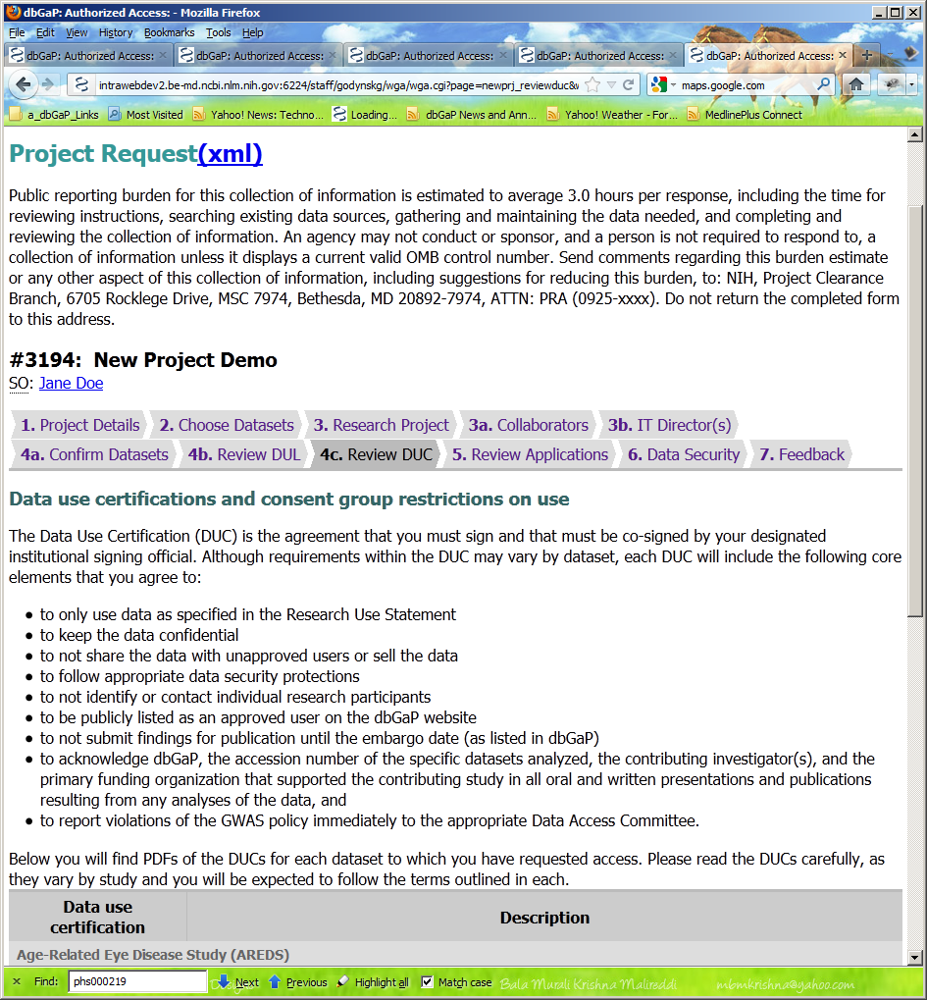 dbGaP: Authorized Access: - Mozilla Firefox
File Edit View History Bookmarks Tools Help
dbGaP: Authorized Access: dbGaP: Authorized Access: dbGaP: Authorized Access: dbGaP: Authorized Access: dbGaP: Authorized Access:
intrawebdev2.be-md.ncbi.nlm.nih.gov:6224/staff/godynskg/wga/wga.cgi?page=newprj_reviewduc& maps.google.com
a_dbGaP_Links Most Visited Yahoo! News: Techno... Loading... dbGaP News and Ann... Yahoo! Weather - For... MedlinePlus Connect
Project Request(xml)
Public reporting burden for this collection of information is estimated to average 3.0 hours per response, including the time for
reviewing instructions, searching existing data sources, gathering and maintaining the data needed, and completing and
reviewing the collection of information. An agency may not conduct or sponsor, and a person is not required to respond to, a
collection of information unless it displays a current valid OMB control number. Send comments regarding this burden estimate
or any other aspect of this collection of information, including suggestions for reducing this burden, to: NIH, Project Clearance
Branch, 6705 Rocklege Drive, MSC 7974, Bethesda, MD 20892-7974, ATTN: PRA (0925-xxxx). Do not return the completed form
to this address.
#3194: New Project Demo
SO: Jane Doe
1. Project Details 2. Choose Datasets 3. Research Project 3a. Collaborators 3b. IT Director(s)
4a. Confirm Datasets 4b. Review DUL 4c. Review DUC 5. Review Applications 6. Data Security 7. Feedback
Data use certifications and consent group restrictions on use
The Data Use Certification (DUC) is the agreement that you must sign and that must be co-signed by your designated
institutional signing official. Although requirements within the DUC may vary by dataset, each DUC will include the following core
elements that you agree to:
• to only use data as specified in the Research Use Statement
• to keep the data confidential
• to not share the data with unapproved users or sell the data
• to follow appropriate data security protections
• to not identify or contact individual research participants
• to be publicly listed as an approved user on the dbGaP website
• to not submit findings for publication until the embargo date (as listed in dbGaP)
• to acknowledge dbGaP, the accession number of the specific datasets analyzed, the contributing investigator(s), and the
primary funding organization that supported the contributing study in all oral and written presentations and publications
resulting from any analyses of the data, and
• to report violations of the GWAS policy immediately to the appropriate Data Access Committee.
Below you will find PDFs of the DUCs for each dataset to which you have requested access. Please read the DUCs carefully, as
they vary by study and you will be expected to follow the terms outlined in each.
Data use
certification
Description
Age-Related Eye Disease Study (AREDS)
Find: phs000219 Next Previous Highlight all Match case Bala Murali Krishna Malireddi mbmkrishna@yahoo.com